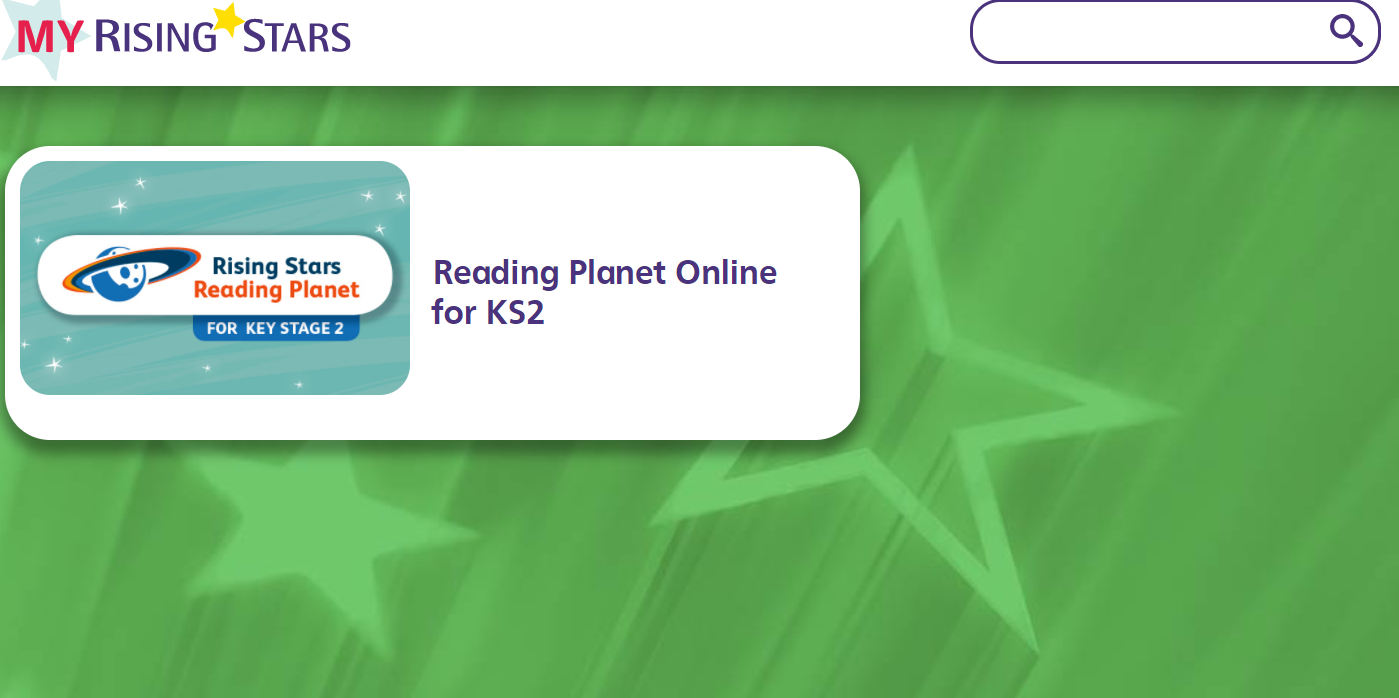 MY RISING STARS
Rising Stars
Reading Planet
FOR KEY STAGE 2
Reading Planet Online
for KS2